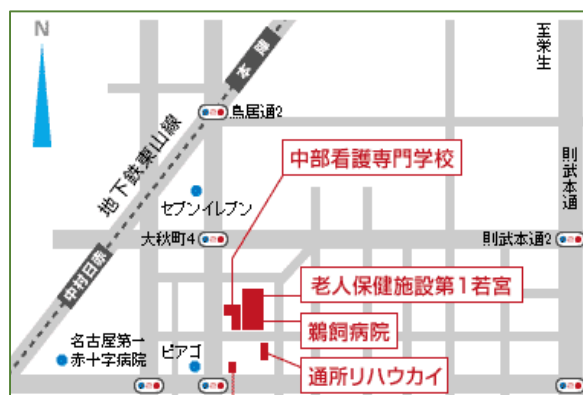 N
本陣
至栄生
鳥居通2
地下鉄東山線
中部看護専門学校
則武本通
セブンイレブン
大秋町4
則武本通2
中村日赤
老人保健施設第1若宮
鵜飼病院
名古屋第一
赤十字病院
ピアゴ
通所リハウカイ